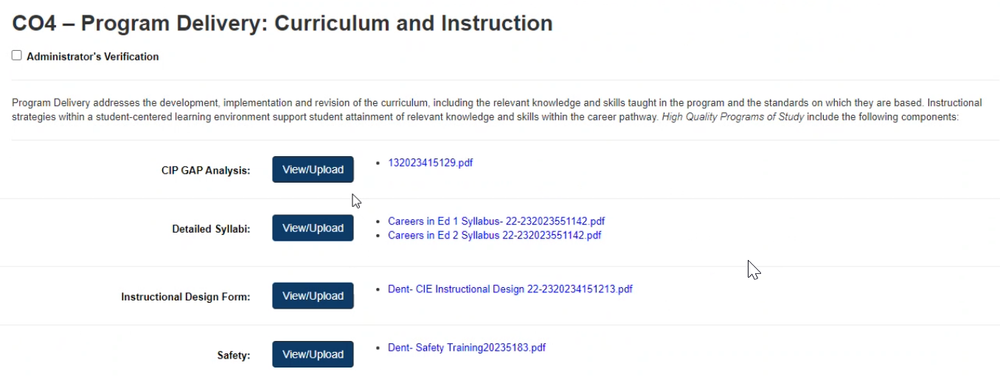 CO4 – Program Delivery: Curriculum and Instruction
Administrator's Verification
Program Delivery addresses the development, implementation and revision of the curriculum, including the relevant knowledge and skills taught in the program and the standards on which they are based. Instructional
strategies within a student-centered learning environment support student attainment of relevant knowledge and skills within the career pathway. High Quality Programs of Study include the following components:
CIP GAP Analysis: View/Upload • 132023415129.pdf
Detailed Syllabi: View/Upload • Careers in Ed 1 Syllabus- 22-232023551142.pdf
• Careers in Ed 2 Syllabus 22-232023551142.pdf
Instructional Design Form: View/Upload • Dent- CIE Instructional Design 22-2320234151213.pdf
Safety: View/Upload • Dent- Safety Training20235183.pdf